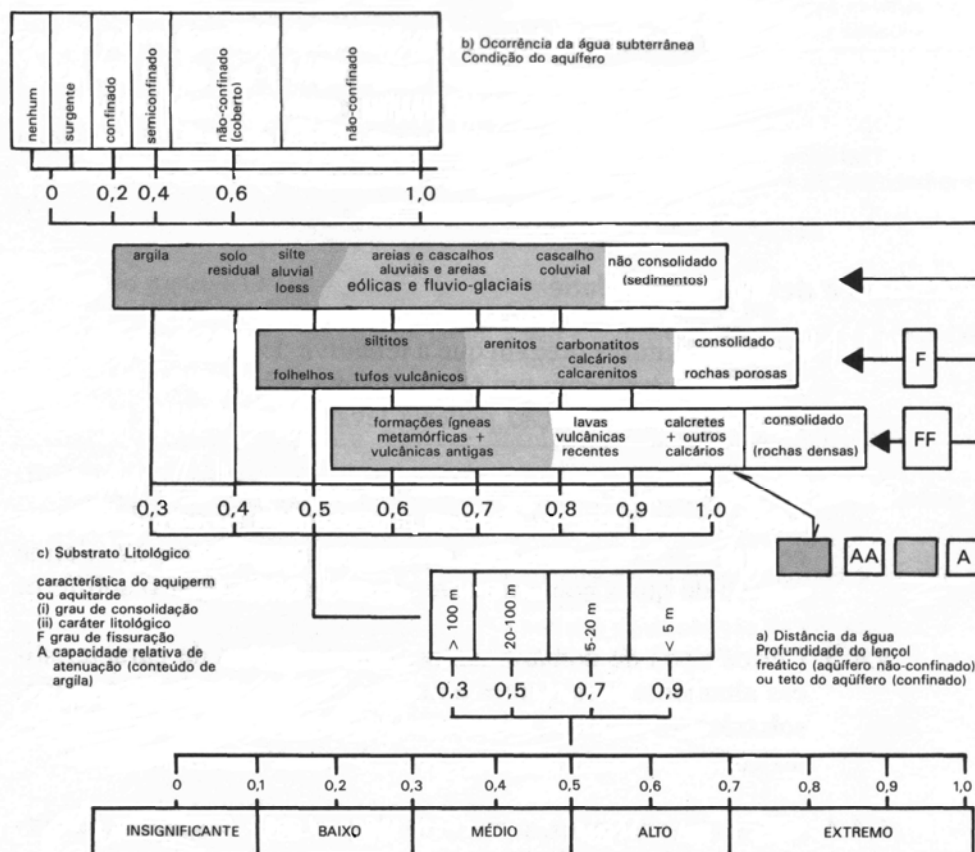 b) Ocorrência da água subterrânea
Condição do aquífero
nenhum
surgente
confinado
semiconfinado
não-confinado
(coberto)
não-confinado
0 0,2 0,4 0,6 1,0
argila
solo
residual
silte
aluvial
loess
areias e cascalhos
aluviais e areias
eólicas e fluvio-glaciais
cascalho
coluvial
não consolidado
(sedimentos)
folhelhos
siltitos
tufos vulcânicos
arenitos
carbonatitos
calcários
calcarenitos
consolidado
rochas porosas
F
formações ígneas
metamórficas +
vulcânicas antigas
lavas
vulcânicas
recentes
calcretes
+ outros
calcários
consolidado
(rochas densas)
FF
0,3 0,4 0,5 0,6 0,7 0,8 0,9 1,0
AA A
c) Substrato Litológico
característica do aquiperm
ou aquitarde
(i) grau de consolidação
(ii) caráter litológico
F grau de fissuração
A capacidade relativa de
atenuação (conteúdo de
argila)
> 100 m
20-100 m
5-20 m
< 5 m
0,3 0,5 0,7 0,9
a) Distância da água
Profundidade do lençol
freático (aqüífero não-confinado)
ou teto do aqüífero (confinado)
0 0,1 0,2 0,3 0,4 0,5 0,6 0,7 0,8 0,9 1,0
INSIGNIFICANTE BAIXO MÉDIO ALTO EXTREMO